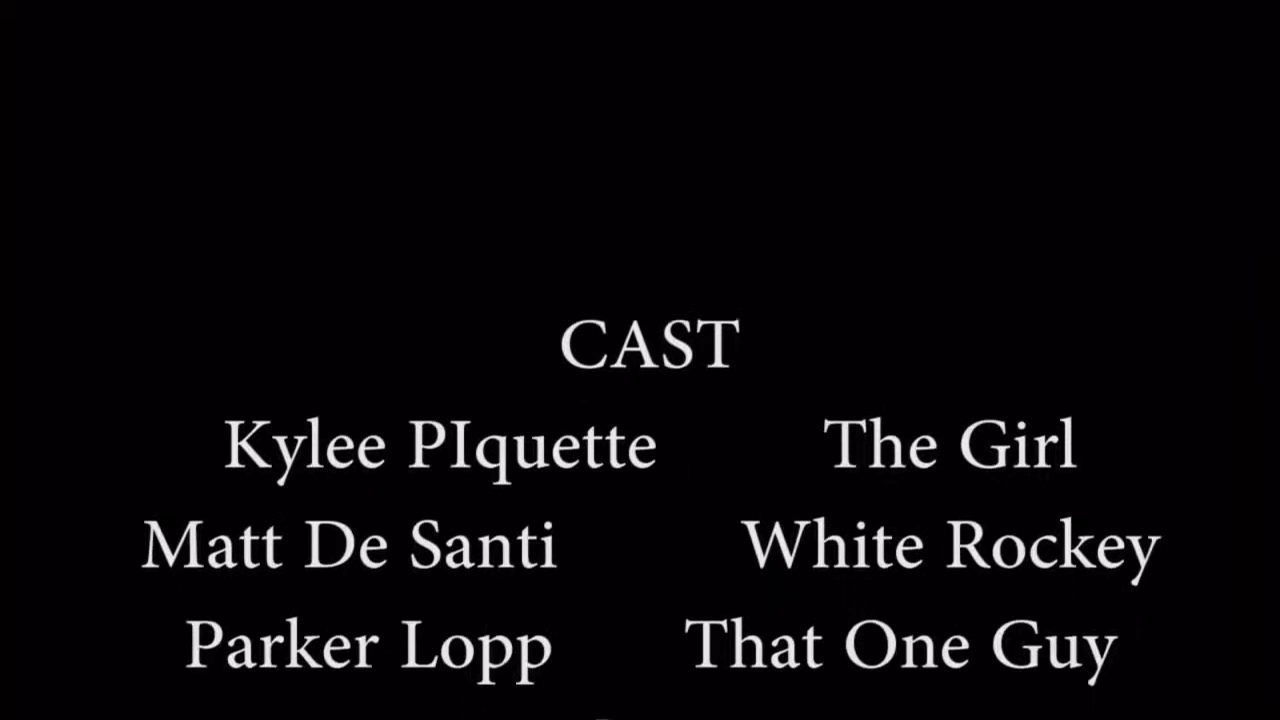 CAST
Kylee PIquette The Girl
Matt De Santi White Rockey
Parker Lopp That One Guy